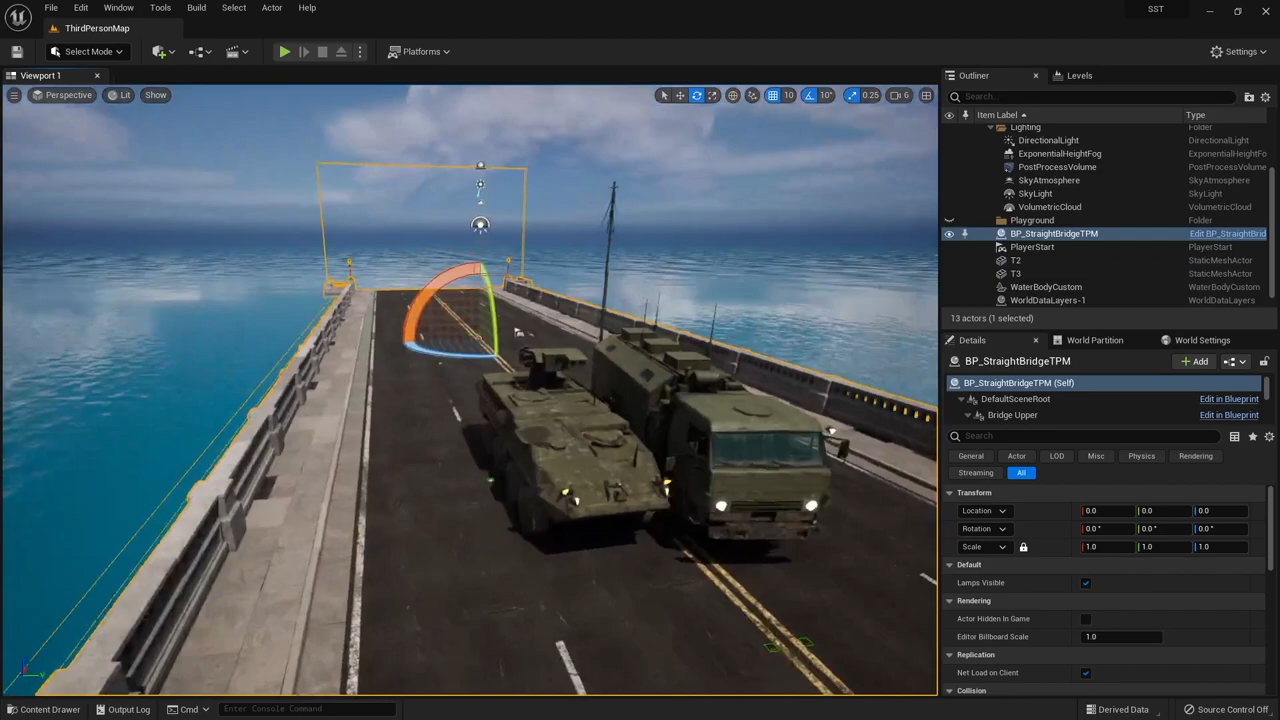 File Edit Window Tools Build Select Actor Help SST
ThirdPersonMap
Select Mode Platforms Settings
Viewport 1 Outliner Levels
Perspective Lit Show 10 10° 0.25 6 Search...
Item Label Type
Lighting Folder
DirectionalLight DirectionalLight
ExponentialHeightFog ExponentialHeightFo
PostProcessVolume PostProcessVolume
SkyAtmosphere SkyAtmosphere
SkyLight SkyLight
VolumetricCloud VolumetricCloud
Playground Folder
BP_StraightBridgeTPM Edit BP_StraightBrid
PlayerStart PlayerStart
T2 StaticMeshActor
T3 StaticMeshActor
WaterBodyCustom WaterBodyCustom
WorldDataLayers-1 WorldDataLayers
13 actors (1 selected)
Details World Partition World Settings
BP_StraightBridgeTPM Add
BP_StraightBridgeTPM (Self)
DefaultSceneRoot Edit in Blueprint
Bridge Upper Edit in Blueprint
Search
General Actor LOD Misc Physics Rendering
Streaming All
Transform
Location 0.0 0.0 0.0
Rotation 0.0 ° 0.0 ° 0.0 °
Scale 1.0 1.0 1.0
Default
Lamps Visible
Rendering
Actor Hidden In Game
Editor Billboard Scale 1.0
Replication
Net Load on Client
Collision
Content Drawer Output Log Cmd Enter Console Command Derived Data Source Control Off